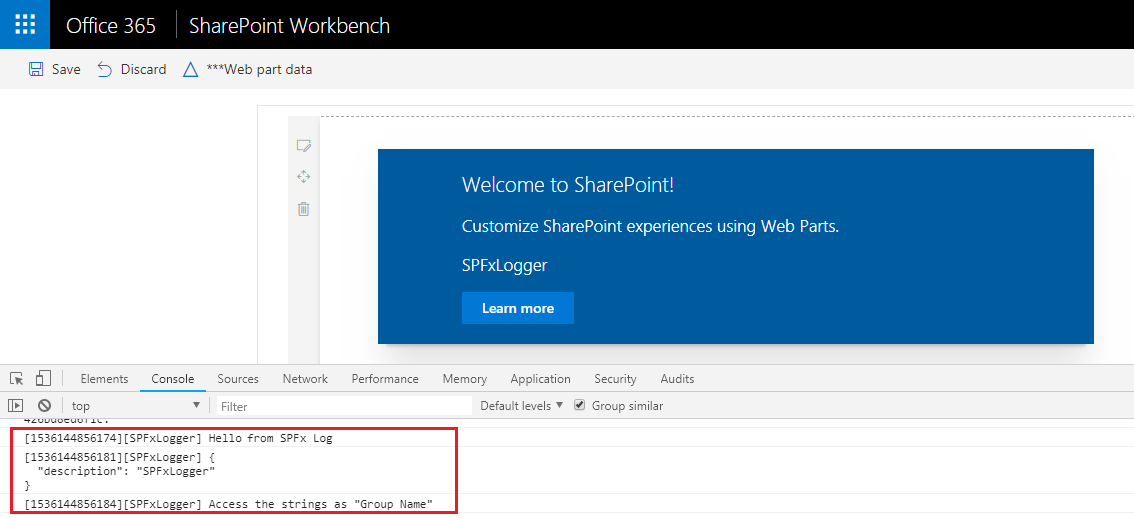 Office 365 SharePoint Workbench
Save Discard ***Web part data
Welcome to SharePoint!
Customize SharePoint experiences using Web Parts.
SPFxLogger
Learn more
Elements Console Sources Network Performance Memory Application Security Audits
top Filter Default levels Group similar
[1536144856174][SPFxLogger] Hello from SPFx Log
[1536144856181][SPFxLogger] {
"description": "SPFxLogger"
}
[1536144856184][SPFxLogger] Access the strings as "Group Name"